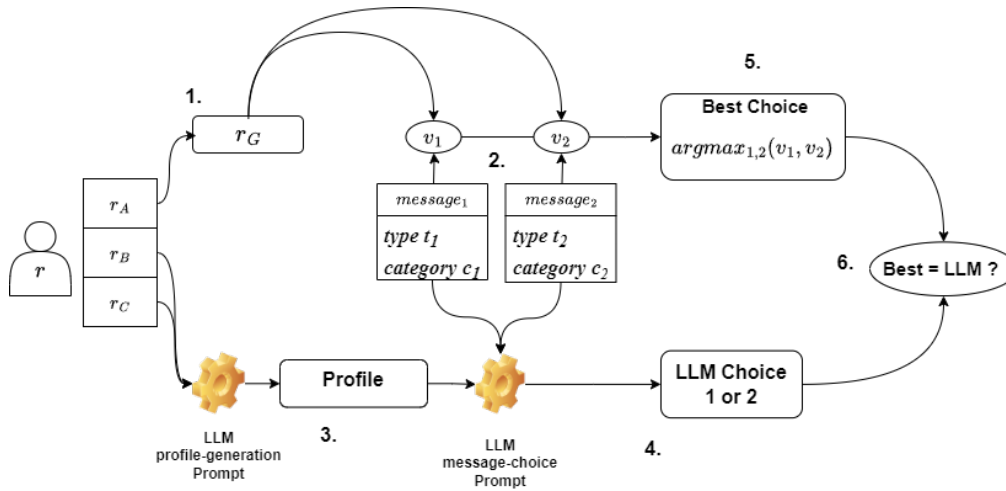 1.
r_G
v_1
v_2
2.
5.
Best Choice
argmax_{1,2}(v_1, v_2)
message_1
type t_1
category c_1
message_2
type t_2
category c_2
r
r_A
r_B
r_C
6.
Best = LLM ?
Profile
3.
LLM Choice
1 or 2
4.
LLM
profile-generation
Prompt
LLM
message-choice
Prompt